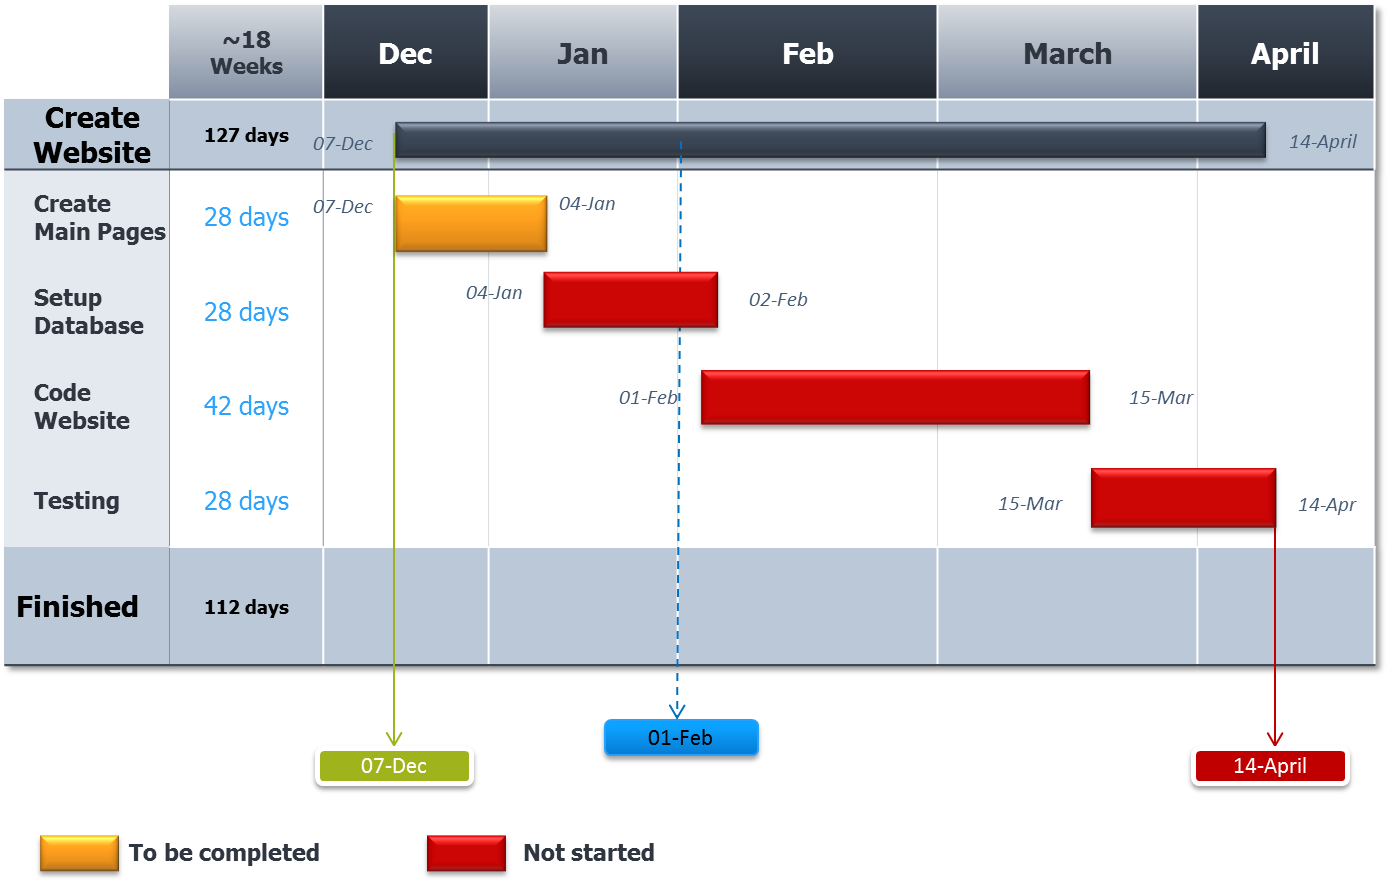 ~18
Weeks
Dec
Jan
Feb
March
April
Create
Website
127 days
07-Dec
14-April
Create
Main Pages
28 days
07-Dec
04-Jan
Setup
Database
28 days
04-Jan
02-Feb
Code
Website
42 days
01-Feb
15-Mar
Testing
28 days
15-Mar
14-Apr
Finished
112 days
01-Feb
07-Dec
14-April
To be completed
Not started